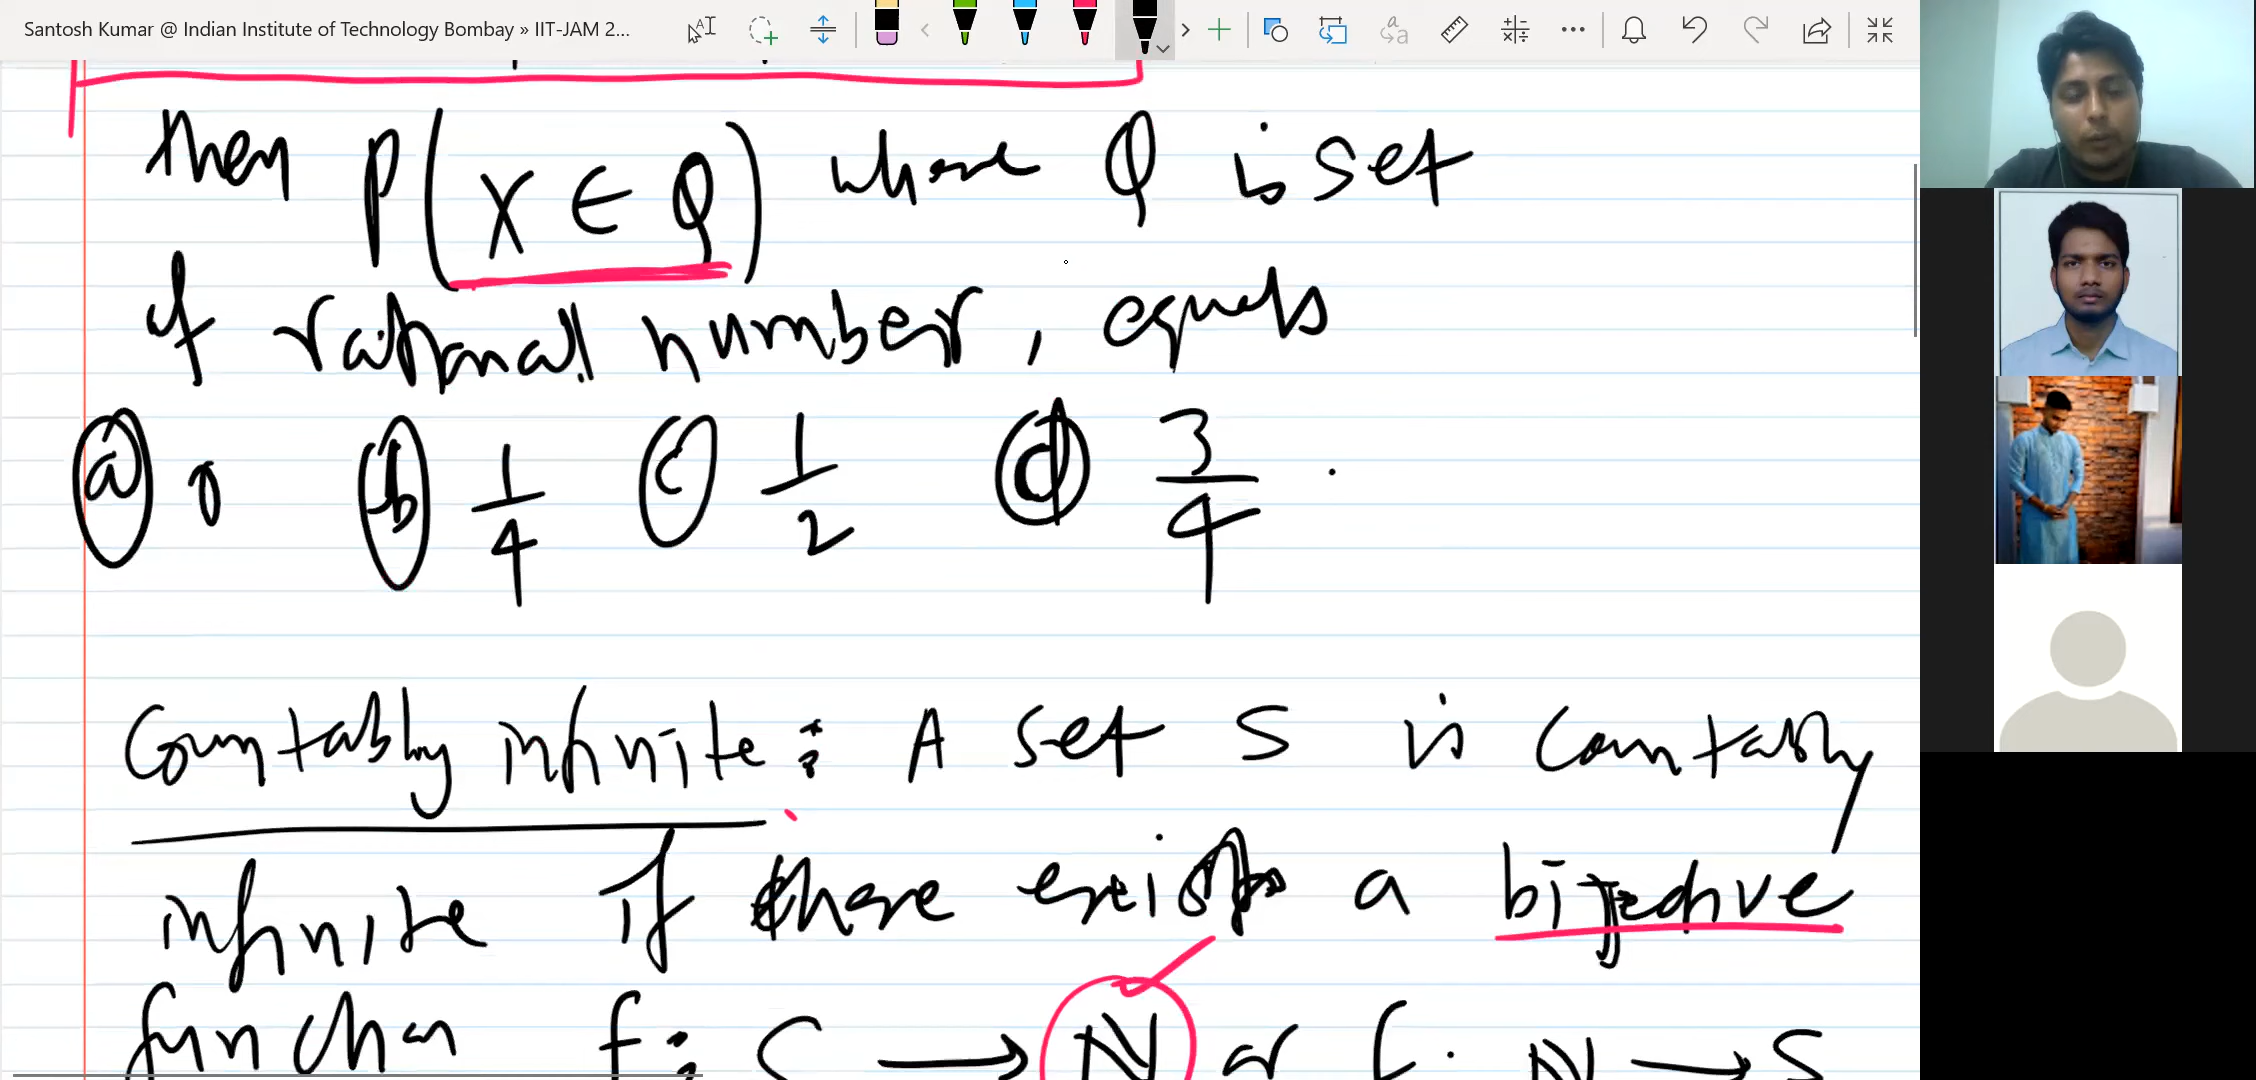 Santosh Kumar @ Indian Institute of Technology Bombay » IIT-JAM 2...
then P(X ∈ Q) where Q is set
of rational number, equals
(a) 0 (b) 1/4 (c) 1/2 (d) 3/4 .
Countably infinite : A set S is countably
infinite if there exists a bijective
function f : S → N or f : N → S